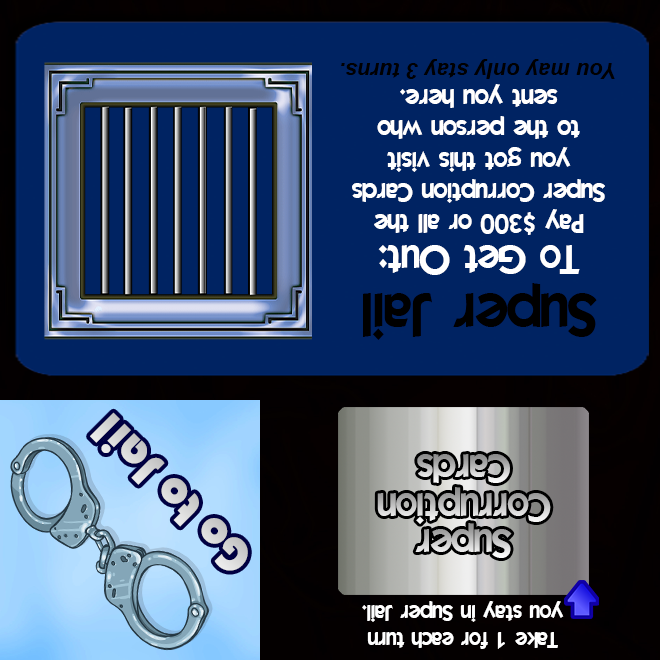 Super Jail
To Get Out:
Pay $300 or all the
Super Corruption Cards
you got this visit
to the person who
sent you here.
You may only stay 3 turns.
Take 1 for each turn
you stay in Super Jail.
Super
Corruption
Cards
Go to Jail